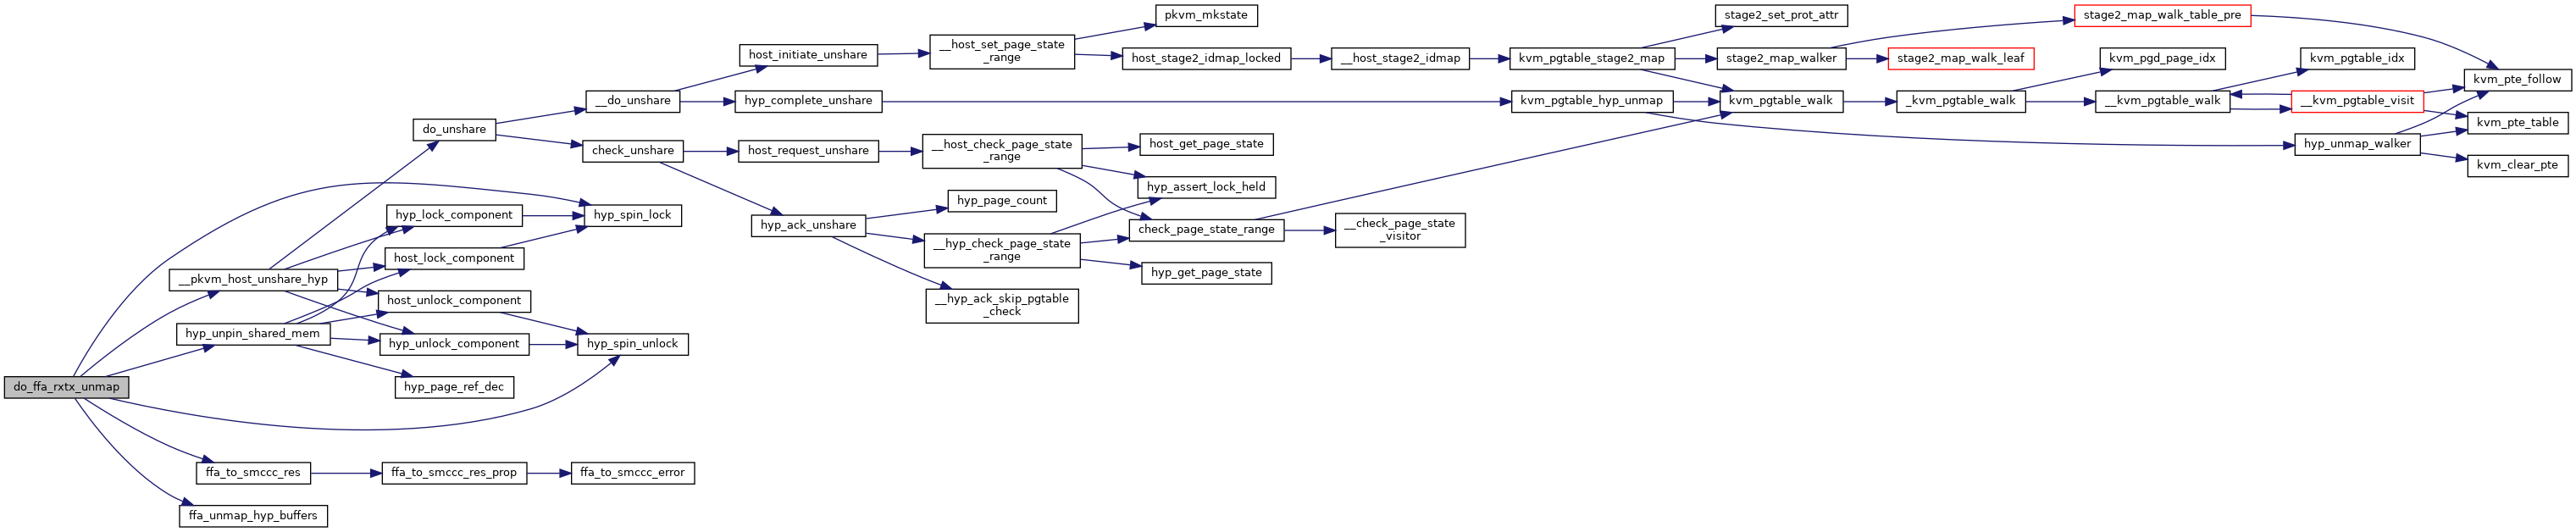 do_ffa_rxtx_unmap
__pkvm_host_unshare_hyp
hyp_unpin_shared_mem
ffa_to_smccc_res
ffa_unmap_hyp_buffers
do_unshare
hyp_lock_component
host_lock_component
host_unlock_component
hyp_unlock_component
hyp_page_ref_dec
ffa_to_smccc_res_prop
__do_unshare
check_unshare
hyp_spin_lock
hyp_spin_unlock
ffa_to_smccc_error
host_initiate_unshare
hyp_complete_unshare
host_request_unshare
hyp_ack_unshare
__host_set_page_state
_range
__host_check_page_state
_range
hyp_page_count
__hyp_check_page_state
_range
__hyp_ack_skip_pgtable
_check
pkvm_mkstate
host_stage2_idmap_locked
host_get_page_state
hyp_assert_lock_held
check_page_state_range
hyp_get_page_state
__host_stage2_idmap
__check_page_state
_visitor
kvm_pgtable_stage2_map
kvm_pgtable_hyp_unmap
stage2_set_prot_attr
stage2_map_walker
kvm_pgtable_walk
stage2_map_walk_leaf
_kvm_pgtable_walk
stage2_map_walk_table_pre
kvm_pgd_page_idx
__kvm_pgtable_walk
kvm_pgtable_idx
__kvm_pgtable_visit
hyp_unmap_walker
kvm_pte_follow
kvm_pte_table
kvm_clear_pte